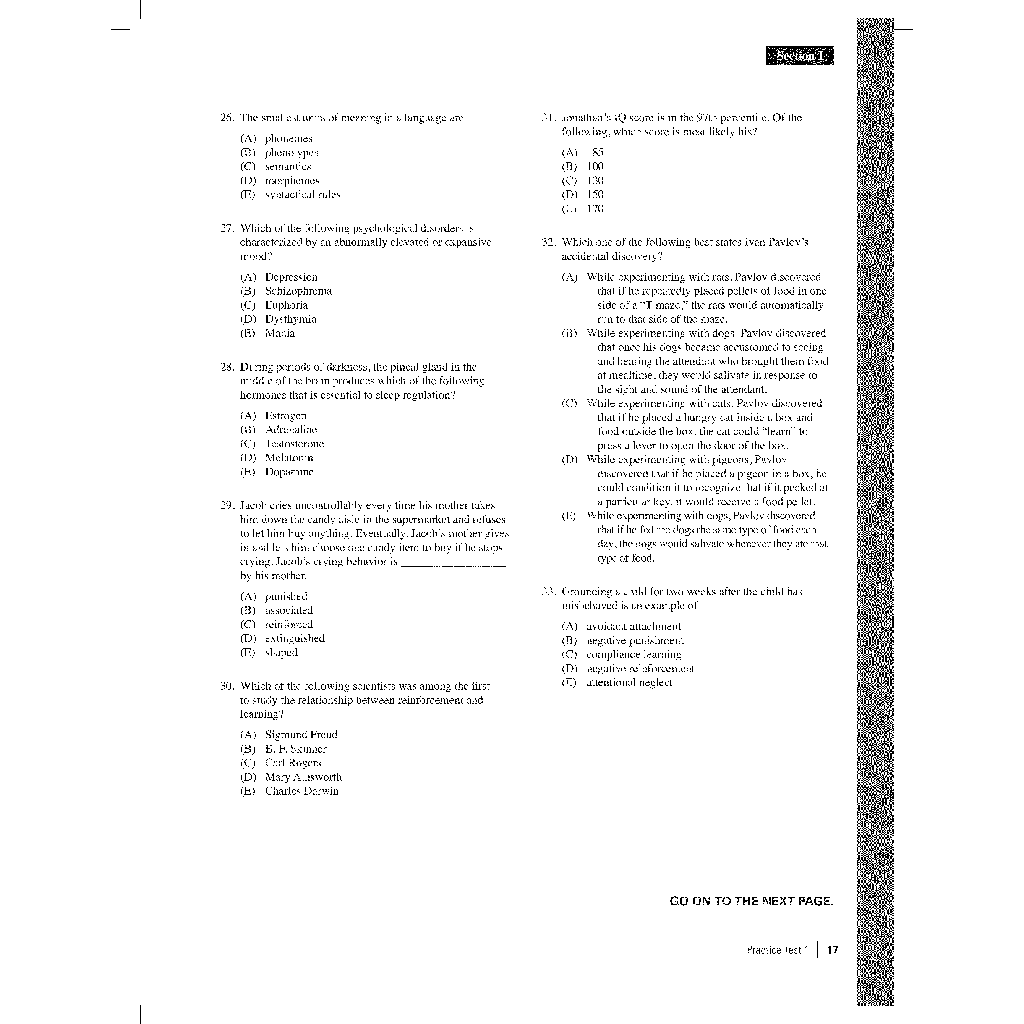 Section I
26. The smallest units of meaning in a language are
(A) phonemes
(B) phenotypes
(C) semantics
(D) morphemes
(E) syntactical rules
27. Which of the following psychological disorders is
characterized by an abnormally elevated or expansive
mood?
(A) Depression
(B) Schizophrenia
(C) Euphoria
(D) Dysthymia
(E) Mania
28. During periods of darkness, the pineal gland in the
middle of the brain produces which of the following
hormones that is essential to sleep regulation?
(A) Estrogen
(B) Adrenaline
(C) Testosterone
(D) Melatonin
(E) Dopamine
29. Jacob cries uncontrollably every time his mother takes
him down the candy aisle in the supermarket and refuses
to let him buy anything. Eventually, Jacob's mother gives
in and lets him choose one candy item to buy if he stops
crying. Jacob's crying behavior is ____________________
by his mother.
(A) punished
(B) associated
(C) reinforced
(D) extinguished
(E) shaped
30. Which of the following scientists was among the first
to study the relationship between reinforcement and
learning?
(A) Sigmund Freud
(B) B. F. Skinner
(C) Carl Rogers
(D) Mary Ainsworth
(E) Charles Darwin
31. Jonathan's IQ score is in the 97th percentile. Of the
following, which score is most likely his?
(A) 85
(B) 100
(C) 130
(D) 150
(E) 170
32. Which one of the following best states Ivan Pavlov's
accidental discovery?
(A) While experimenting with rats, Pavlov discovered
that if he repeatedly placed pellets of food in one
side of a "T maze," the rats would automatically
run to that side of the maze.
(B) While experimenting with dogs, Pavlov discovered
that once his dogs became accustomed to seeing
and hearing the attendant who brought them food
at mealtime, they would salivate in response to
the sight and sound of the attendant.
(C) While experimenting with cats, Pavlov discovered
that if he placed a hungry cat inside a box and
food outside the box, the cat could "learn" to
press a lever to open the door of the box.
(D) While experimenting with pigeons, Pavlov
discovered that if he placed a pigeon in a box, he
could condition it to recognize that if it pecked at
a particular key, it would receive a food pellet.
(E) While experimenting with dogs, Pavlov discovered
that if he fed the dogs the same type of food each
day, the dogs would salivate whenever they ate that
type of food.
33. Grounding a child for two weeks after the child has
misbehaved is an example of
(A) avoidant attachment
(B) negative punishment
(C) compliance learning
(D) negative reinforcement
(E) attentional neglect
GO ON TO THE NEXT PAGE.
Practice Test 1 | 17